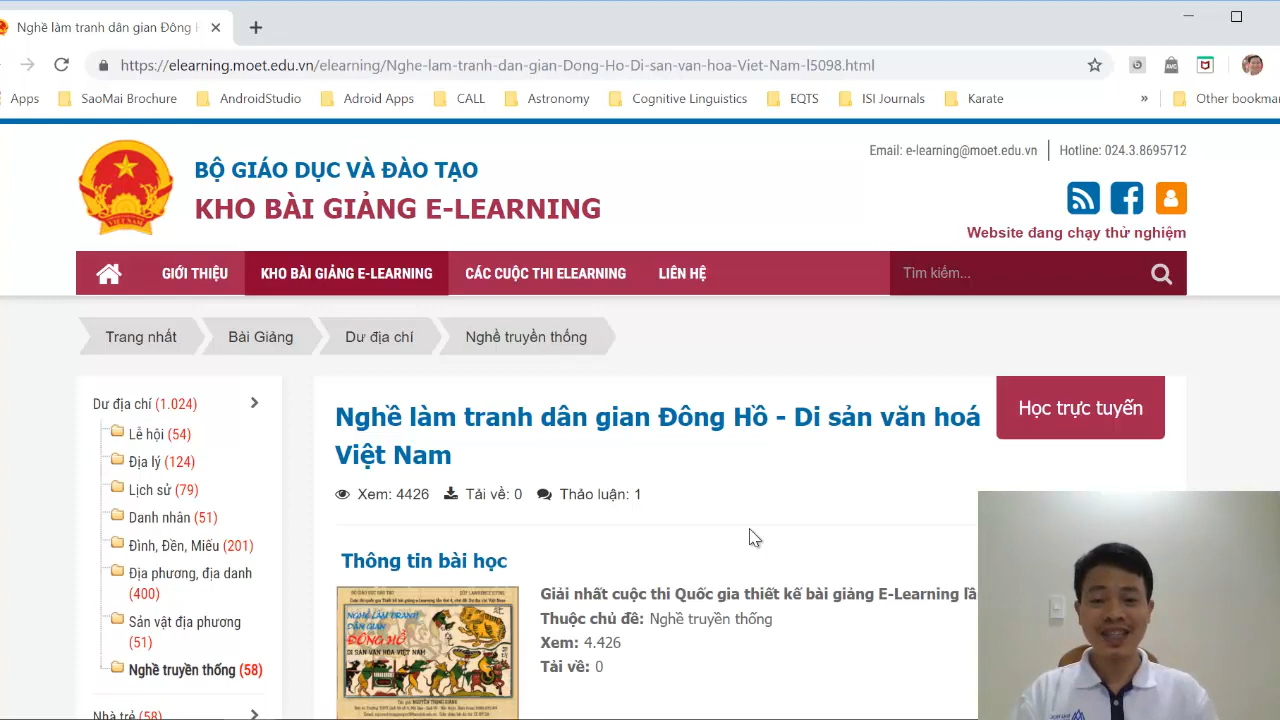 Nghề làm tranh dân gian Đông H
https://elearning.moet.edu.vn/elearning/Nghe-lam-tranh-dan-gian-Dong-Ho-Di-san-van-hoa-Viet-Nam-l5098.html
Apps SaoMai Brochure AndroidStudio Adroid Apps CALL Astronomy Cognitive Linguistics EQTS ISI Journals Karate » Other bookmar
BỘ GIÁO DỤC VÀ ĐÀO TẠO
KHO BÀI GIẢNG E-LEARNING
Email: e-learning@moet.edu.vn Hotline: 024.3.8695712
Website đang chạy thử nghiệm
GIỚI THIỆU KHO BÀI GIẢNG E-LEARNING CÁC CUỘC THI ELEARNING LIÊN HỆ Tìm kiếm...
Trang nhất Bài Giảng Dư địa chí Nghề truyền thống
Dư địa chí (1.024)
Lễ hội (54)
Địa lý (124)
Lịch sử (79)
Danh nhân (51)
Đình, Đền, Miếu (201)
Địa phương, địa danh
(400)
Sản vật địa phương
(51)
Nghề truyền thống (58)
Nhà trẻ (58)
Nghề làm tranh dân gian Đông Hồ - Di sản văn hoá
Việt Nam
Học trực tuyến
Xem: 4426 Tải về: 0 Thảo luận: 1
Thông tin bài học
NGHỀ LÀM TRANH
DÂN GIAN
ĐÔNG HỒ
DI SẢN VĂN HOÁ VIỆT NAM
Giải nhất cuộc thi Quốc gia thiết kế bài giảng E-Learning lầ
Thuộc chủ đề: Nghề truyền thống
Xem: 4.426
Tải về: 0